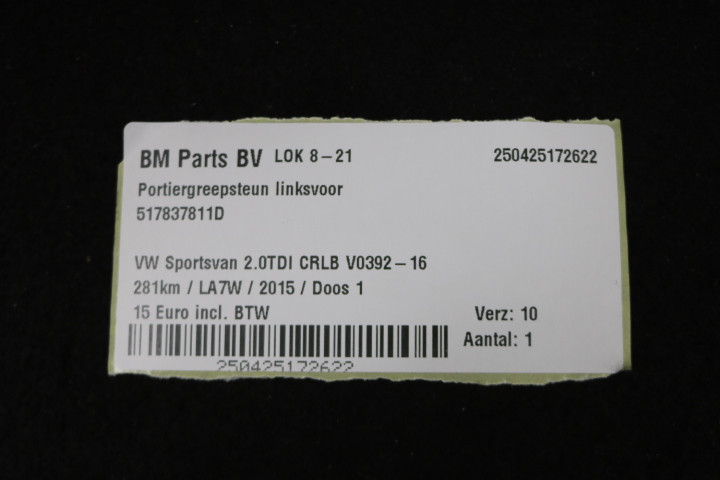 BM Parts BV LOK 8-21 250425172622
Portiergreepsteun linksvoor
517837811D
VW Sportsvan 2.0TDI CRLB V0392-16
281km / LA7W / 2015 / Doos 1
15 Euro incl. BTW Verz: 10
Aantal: 1
250425172622